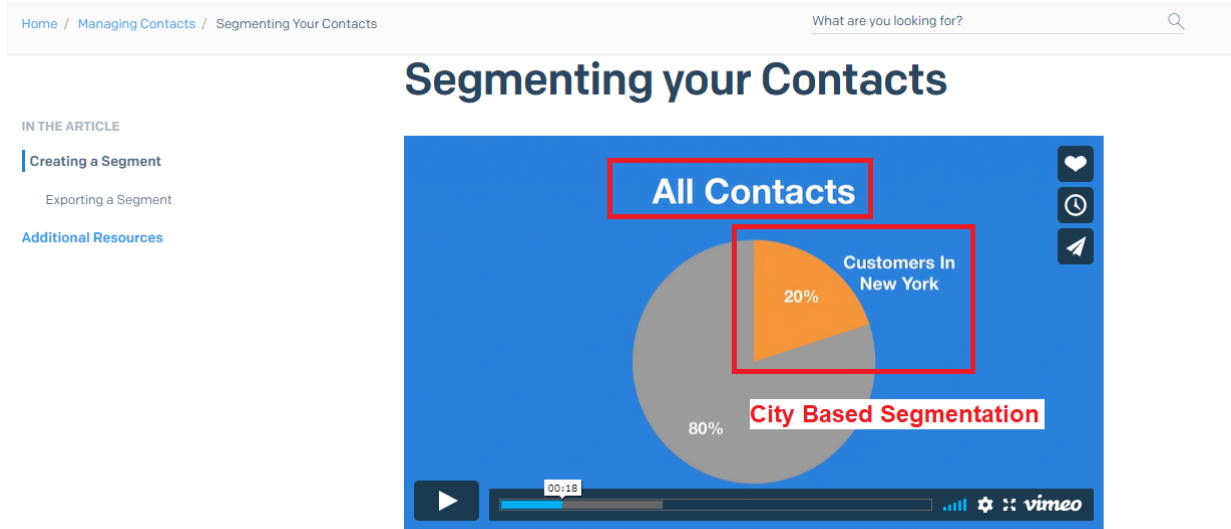 Home / Managing Contacts / Segmenting Your Contacts
What are you looking for?
Segmenting your Contacts
IN THE ARTICLE
Creating a Segment
Exporting a Segment
Additional Resources
All Contacts
Customers In
New York
20%
City Based Segmentation
80%
00:18
vimeo